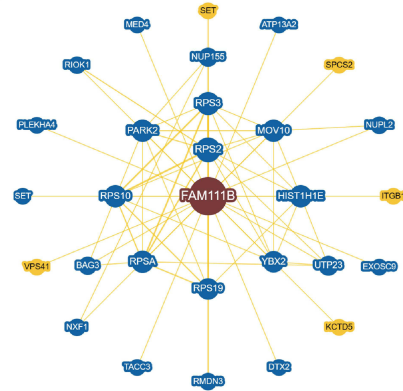 SET
MED4
ATP13A2
NUP155
RIOK1
SPCS2
RPS3
PLEKHA4
PARK2
MOV10
NUPL2
RPS2
SET
RPS10
FAM111B
HIST1H1E
ITGB1
VPS41
BAG3
RPSA
YBX2
UTP23
EXOSC9
RPS19
NXF1
KCTD5
TACC3
DTX2
RMDN3